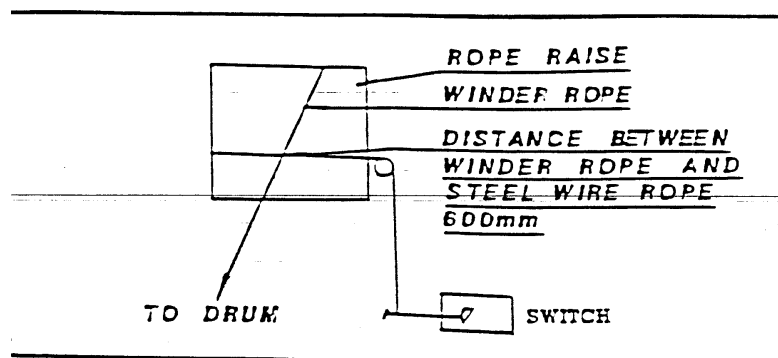 ROPE RAISE
WINDER ROPE
DISTANCE BETWEEN
WINDER ROPE AND
STEEL WIRE ROPE
600mm
TO DRUM
SWITCH